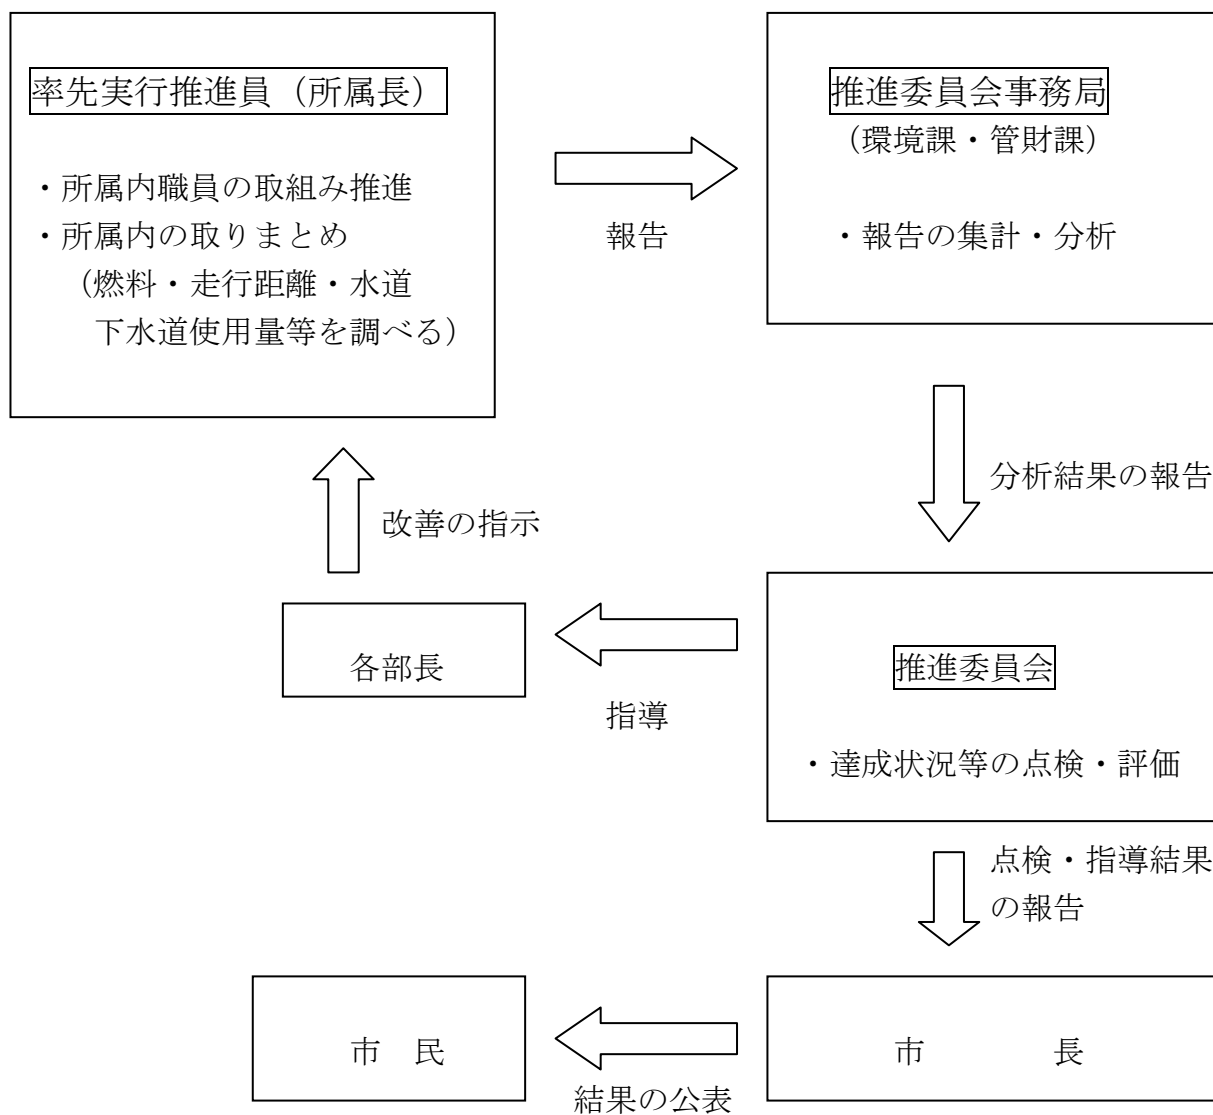 率先実行推進員（所属長）
・所属内職員の取組み推進
・所属内の取りまとめ
（燃料・走行距離・水道
下水道使用量等を調べる）
報告
推進委員会事務局
（環境課・管財課）
・報告の集計・分析
分析結果の報告
改善の指示
各部長
指導
推進委員会
・達成状況等の点検・評価
点検・指導結果
の報告
市　民
結果の公表
市　　　　長